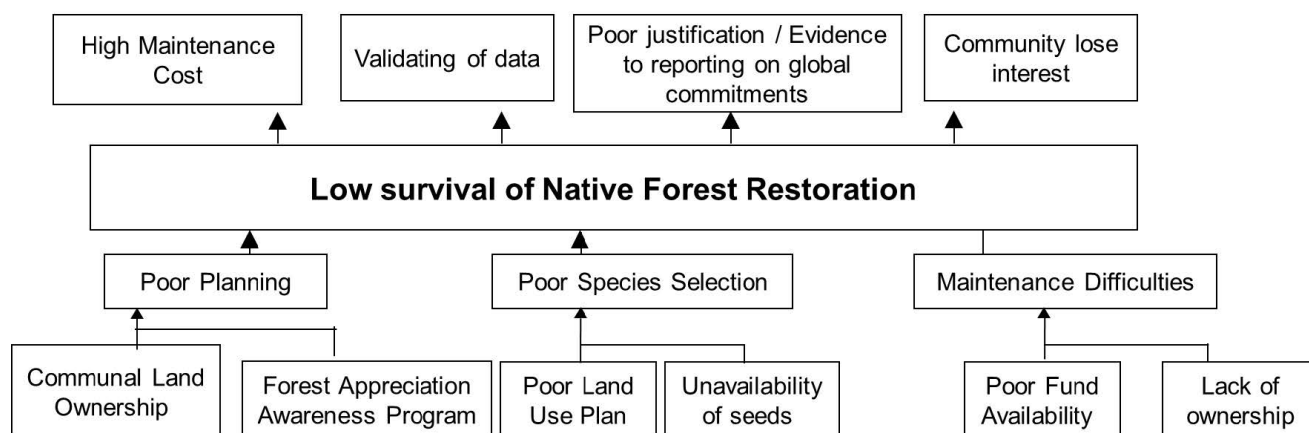 High Maintenance
Cost
Validating of data
Poor justification / Evidence
to reporting on global
commitments
Community lose
interest
Low survival of Native Forest Restoration
Poor Planning
Poor Species Selection
Maintenance Difficulties
Communal Land
Ownership
Forest Appreciation
Awareness Program
Poor Land
Use Plan
Unavailability
of seeds
Poor Fund
Availability
Lack of
ownership